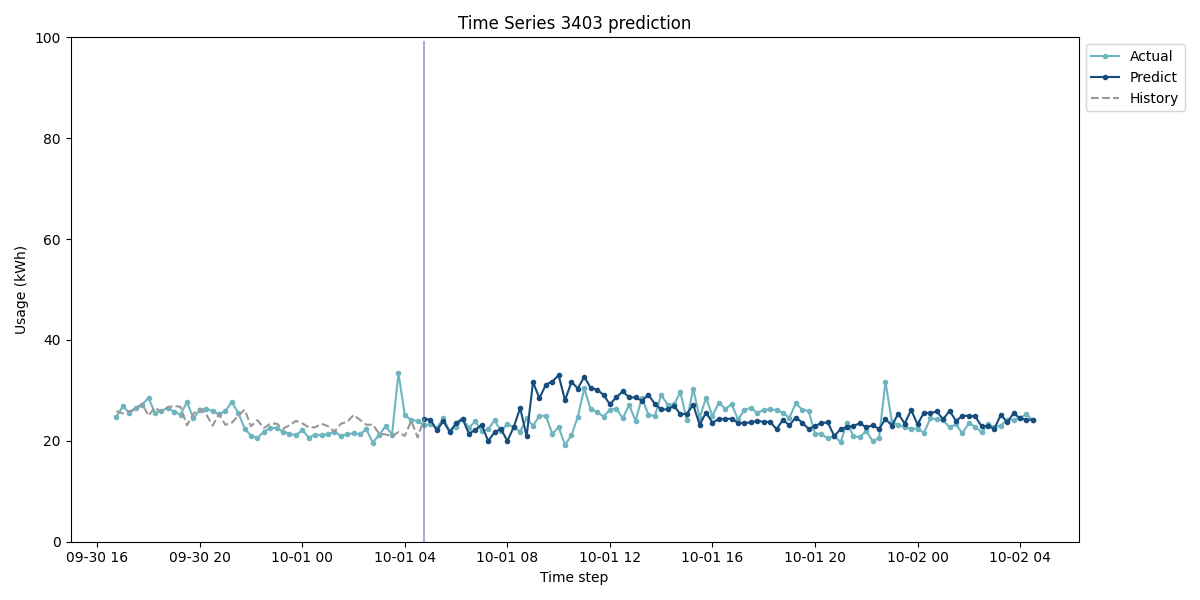 Time Series 3403 prediction
100
80
60
40
20
0
Usage (kWh)
09-30 16
09-30 20
10-01 00
10-01 04
10-01 08
10-01 12
10-01 16
10-01 20
10-02 00
10-02 04
Time step
Actual
Predict
History